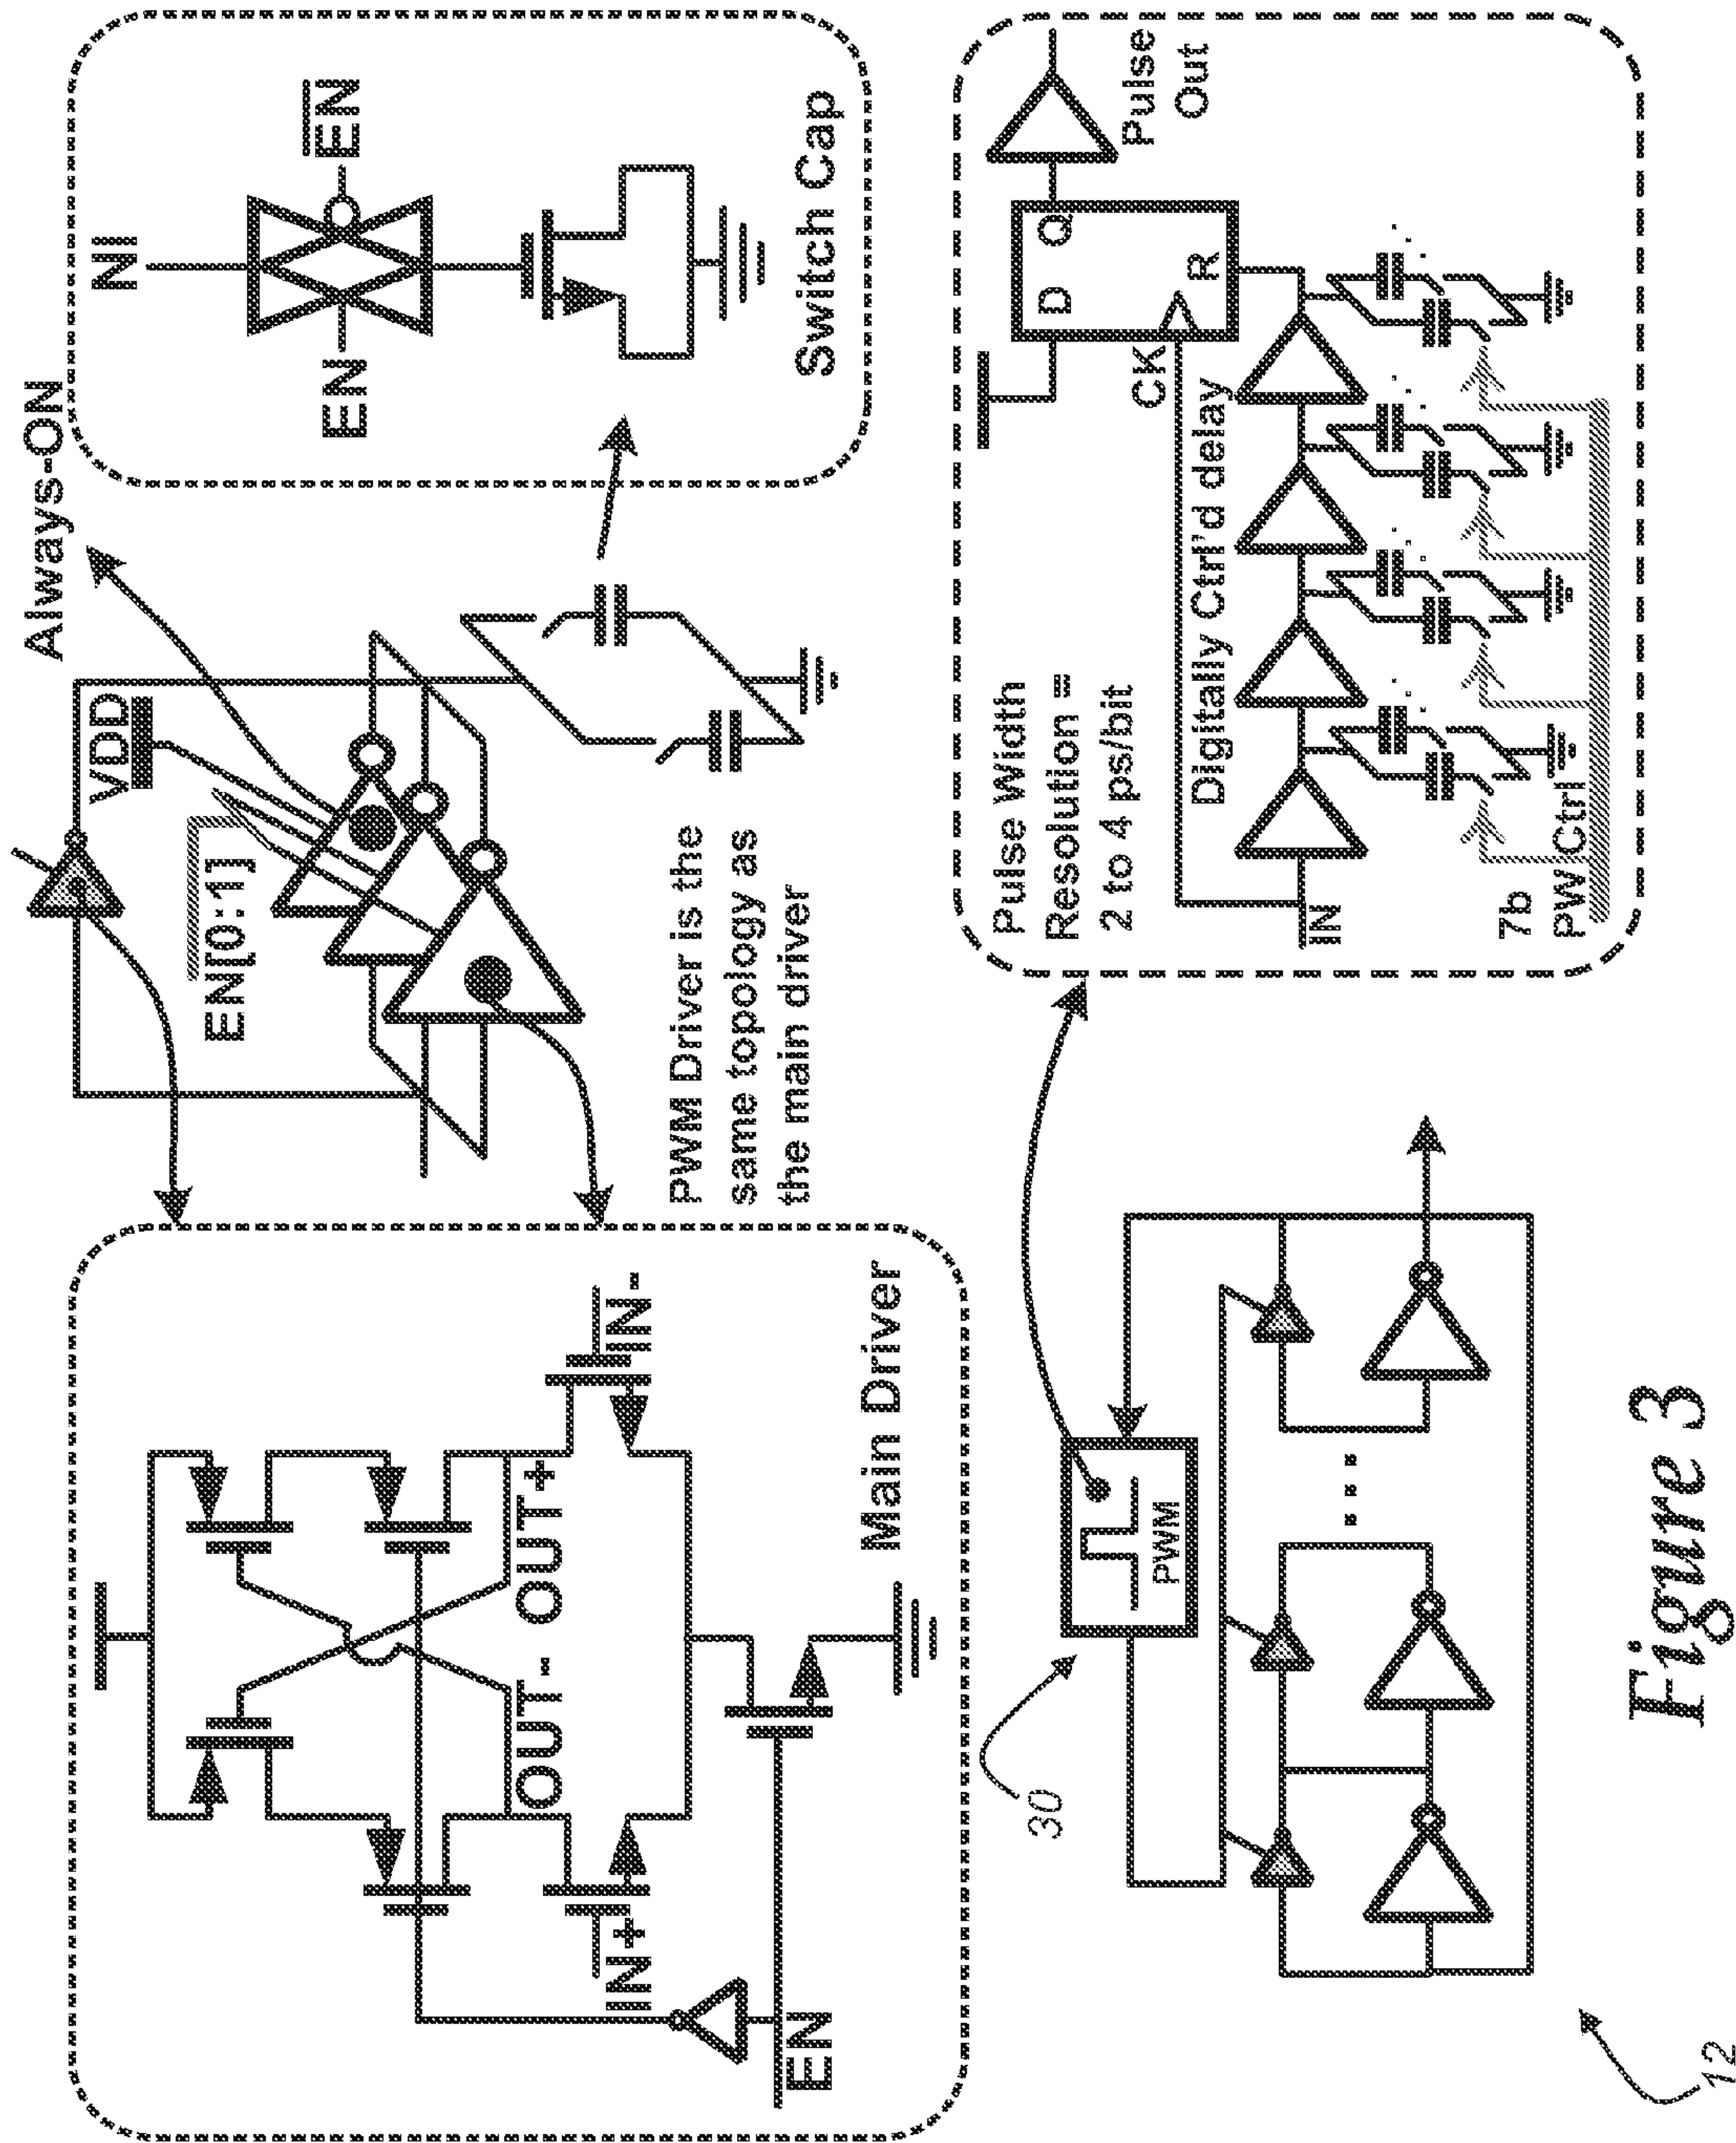 Always-ON
VDD
EN[0:1]
N
EN
EN
Switch Cap
PWM Driver is the
same topology as
the main driver
IN-
OUT- OUT+
IN+
EN
Main Driver
Pulse Width
Resolution =
2 to 4 ps/bit
Digitally Ctrl'd delay
D Q
CK
R
Pulse
Out
IN
7b
PW Ctrl
30
PWM
12
Figure 3